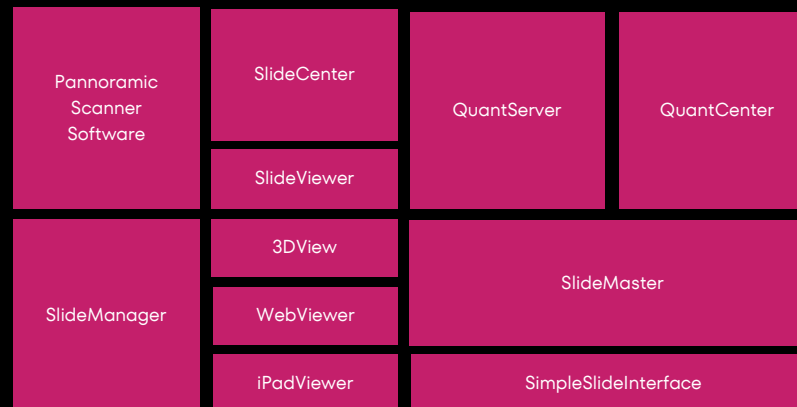 Pannoramic
Scanner
Software
SlideCenter
SlideViewer
QuantServer
QuantCenter
SlideManager
3DView
WebViewer
iPadViewer
SlideMaster
SimpleSlideInterface